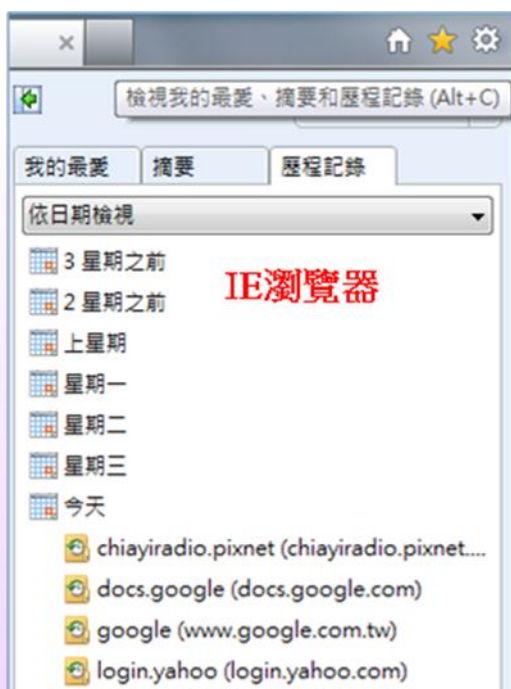 檢視我的最愛、摘要和歷程記錄 (Alt+C)
我的最愛 摘要 歷程記錄
依日期檢視
3 星期之前
IE瀏覽器
2 星期之前
上星期
星期一
星期二
星期三
今天
chiayiradio.pixnet (chiayiradio.pixnet....
docs.google (docs.google.com)
google (www.google.com.tw)
login.yahoo (login.yahoo.com)